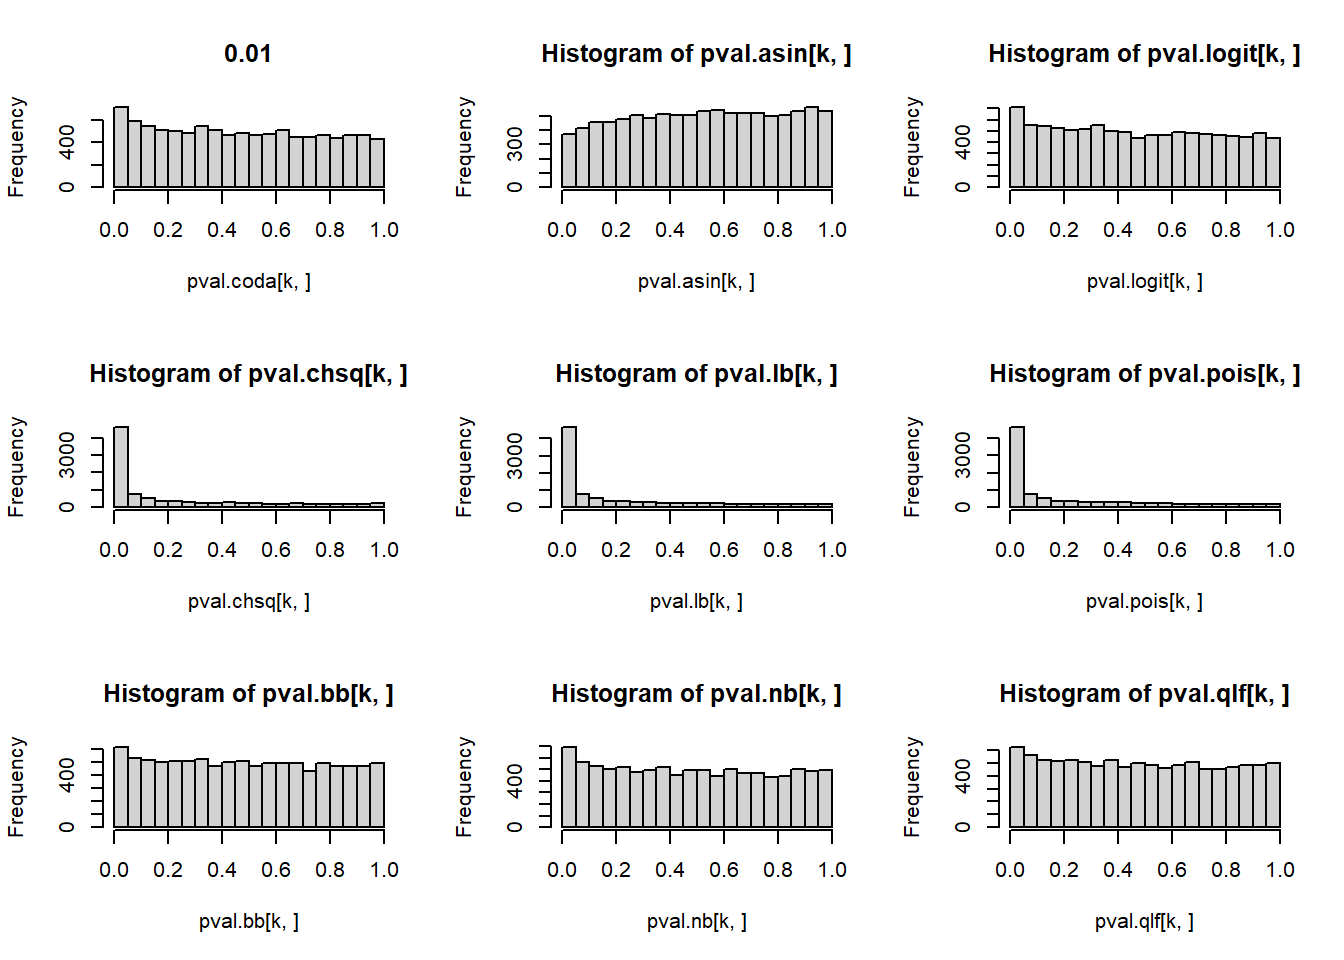 0.01
Frequency
400
0
0.0 0.2 0.4 0.6 0.8 1.0
pval.coda[k, ]
Histogram of pval.asin[k, ]
Frequency
300
0
0.0 0.2 0.4 0.6 0.8 1.0
pval.asin[k, ]
Histogram of pval.logit[k, ]
Frequency
400
0
0.0 0.2 0.4 0.6 0.8 1.0
pval.logit[k, ]
Histogram of pval.chsq[k, ]
Frequency
3000
0
0.0 0.2 0.4 0.6 0.8 1.0
pval.chsq[k, ]
Histogram of pval.lb[k, ]
Frequency
3000
0
0.0 0.2 0.4 0.6 0.8 1.0
pval.lb[k, ]
Histogram of pval.pois[k, ]
Frequency
3000
0
0.0 0.2 0.4 0.6 0.8 1.0
pval.pois[k, ]
Histogram of pval.bb[k, ]
Frequency
400
0
0.0 0.2 0.4 0.6 0.8 1.0
pval.bb[k, ]
Histogram of pval.nb[k, ]
Frequency
400
0
0.0 0.2 0.4 0.6 0.8 1.0
pval.nb[k, ]
Histogram of pval.qlf[k, ]
Frequency
400
0
0.0 0.2 0.4 0.6 0.8 1.0
pval.qlf[k, ]